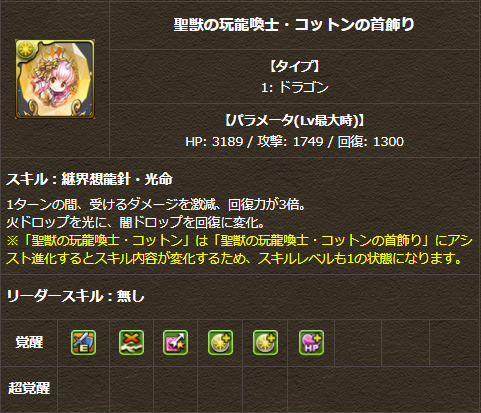 聖獣の玩龍喚士・コットンの首飾り
【タイプ】
1: ドラゴン
【パラメータ(Lv最大時)】
HP: 3189 / 攻撃: 1749 / 回復: 1300
スキル：継界想龍針・光命
1ターンの間、受けるダメージを激減、回復力が3倍。
火ドロップを光に、闇ドロップを回復に変化。
※「聖獣の玩龍喚士・コットン」は「聖獣の玩龍喚士・コットンの首飾り」にアシ
スト進化するとスキル内容が変化するため、スキルレベルも1の状態になります。
リーダースキル：無し
覚醒
E
HP
超覚醒